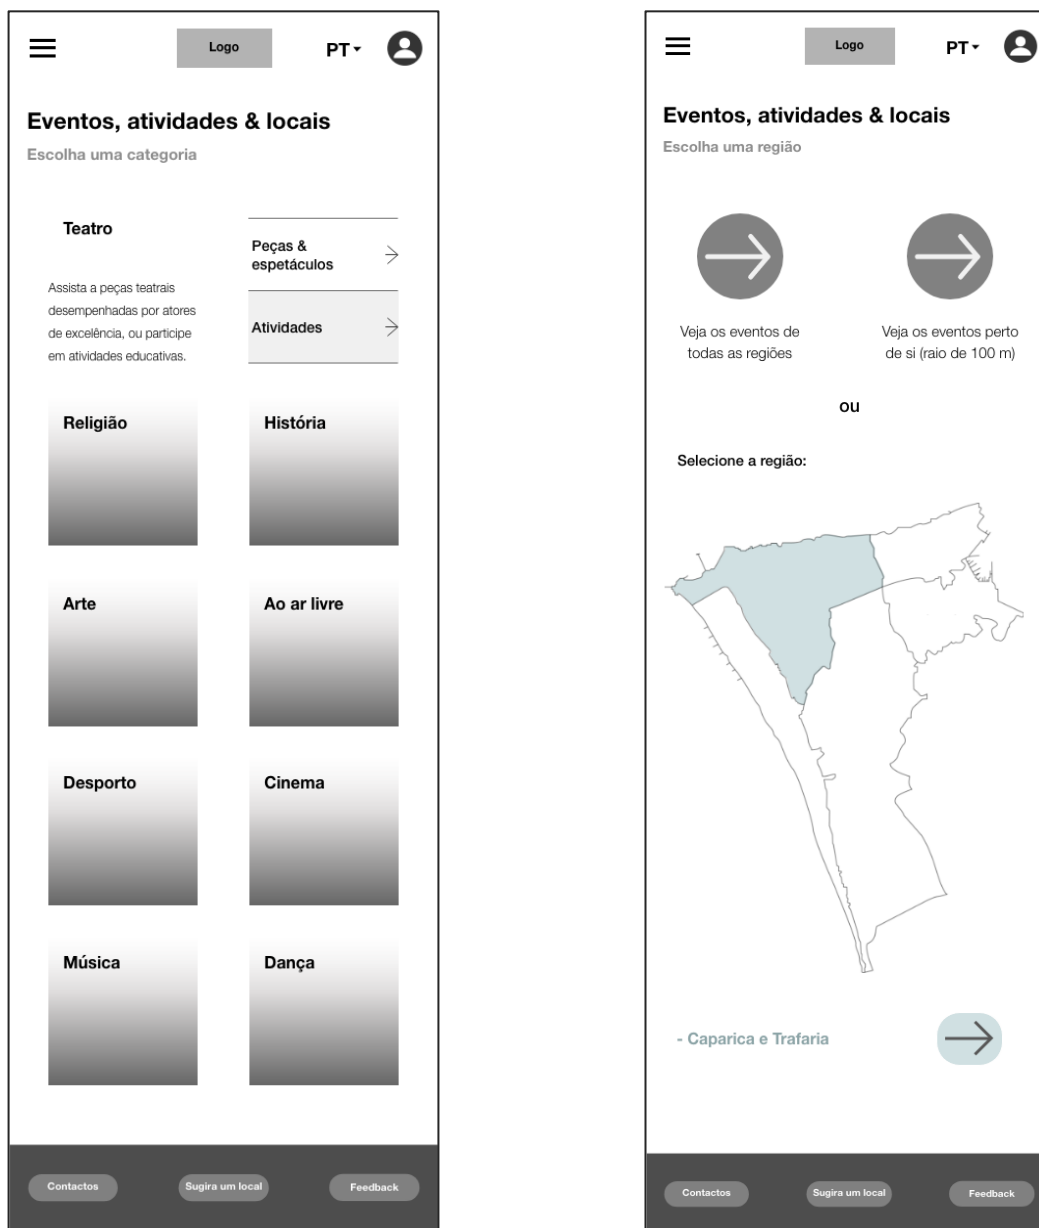 Logo
PT
Eventos, atividades & locais
Escolha uma categoria
Teatro
Assista a peças teatrais
desempenhadas por atores
de excelência, ou participe
em atividades educativas.
Peças &
espetáculos
Atividades
Religião
História
Arte
Ao ar livre
Desporto
Cinema
Música
Dança
Contactos
Sugira um local
Feedback
Logo
PT
Eventos, atividades & locais
Escolha uma região
Veja os eventos de
todas as regiões
Veja os eventos perto
de si (raio de 100 m)
ou
Selecione a região:
- Caparica e Trafaria
Contactos
Sugira um local
Feedback